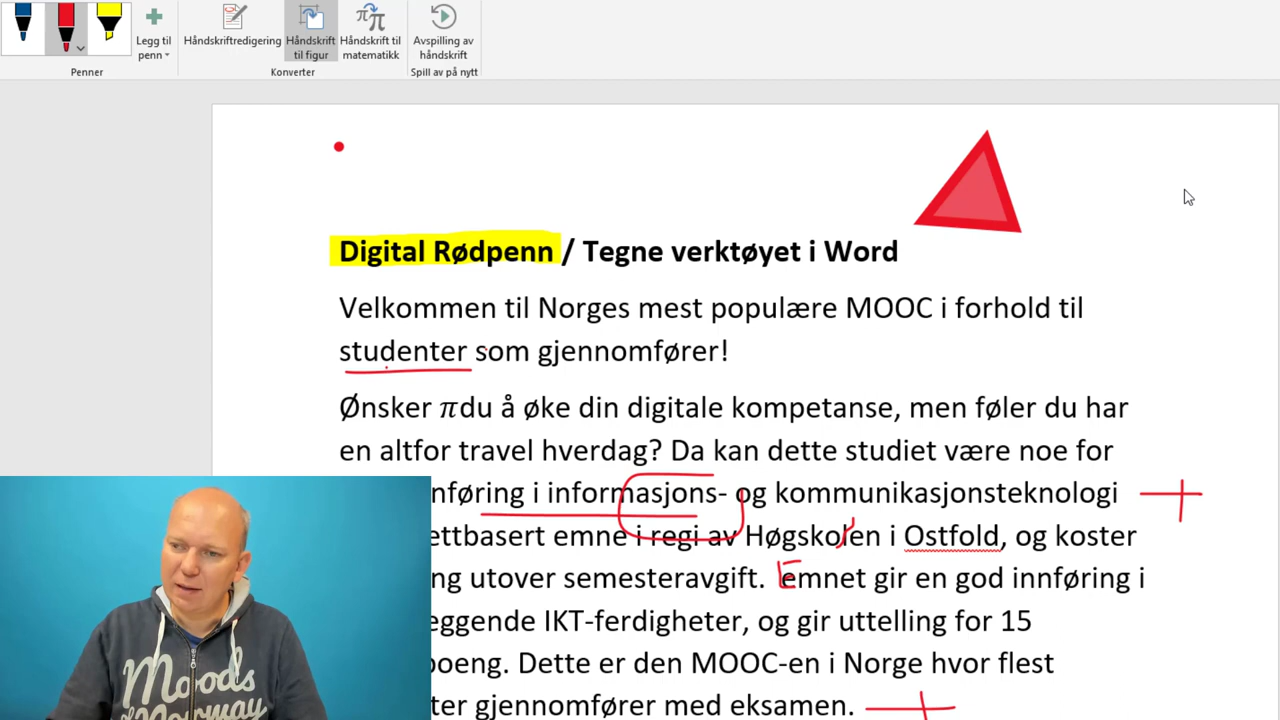 Legg til
penn
Håndskriftredigering
Håndskrift
til figur
Håndskrift til
matematikk
Avspilling av
håndskrift
Penner
Konverter
Spill av på nytt
Digital Rødpenn / Tegne verktøyet i Word
Velkommen til Norges mest populære MOOC i forhold til
studenter som gjennomfører!
Ønsker π du å øke din digitale kompetanse, men føler du har
en altfor travel hverdag? Da kan dette studiet være noe for
nføring i informasjons- og kommunikasjonsteknologi
ettbasert emne i regi av Høgskolen i Ostfold, og koster
ng utover semesteravgift. Emnet gir en god innføring i
eggende IKT-ferdigheter, og gir uttelling for 15
poeng. Dette er den MOOC-en i Norge hvor flest
ter gjennomfører med eksamen.
Moods
of Norway